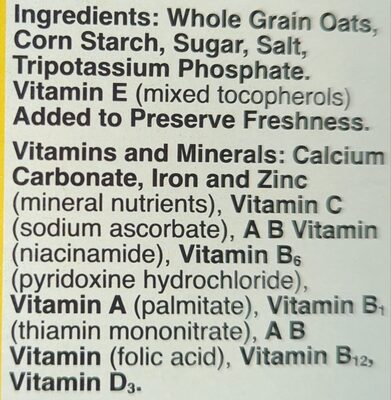 Ingredients: Whole Grain Oats,
Corn Starch, Sugar, Salt,
Tripotassium Phosphate.
Vitamin E (mixed tocopherols)
Added to Preserve Freshness.
Vitamins and Minerals: Calcium
Carbonate, Iron and Zinc
(mineral nutrients), Vitamin C
(sodium ascorbate), A B Vitamin
(niacinamide), Vitamin B₆
(pyridoxine hydrochloride),
Vitamin A (palmitate), Vitamin B₁
(thiamin mononitrate), A B
Vitamin (folic acid), Vitamin B₁₂,
Vitamin D₃.